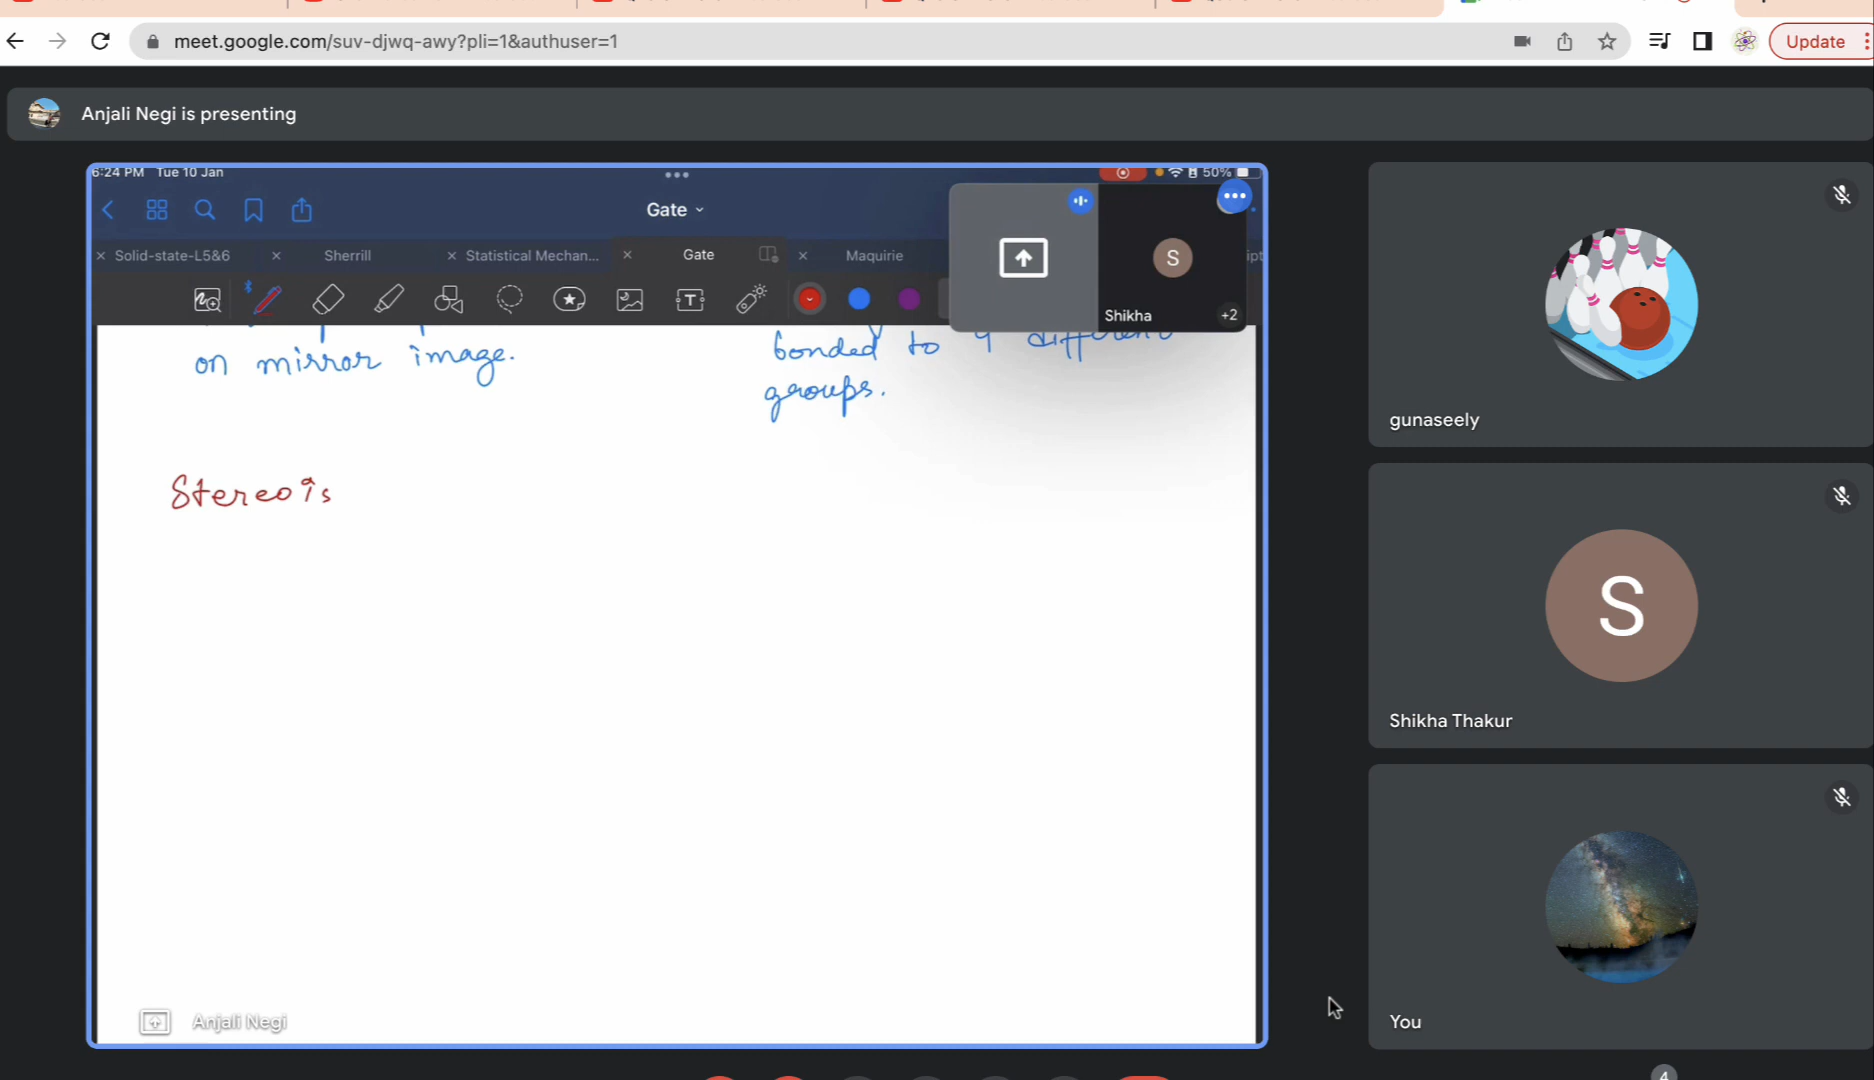 meet.google.com/suv-djwq-awy?pli=1&authuser=1
Update
Anjali Negi is presenting
6:24 PM Tue 10 Jan
50%
Gate
Solid-state-L5&6
Sherrill
Statistical Mechan...
Gate
Maquirie
S
Shikha
+2
T
on mirror image.
bonded to 4 different
groups.
Stereois
Anjali Negi
gunaseely
S
Shikha Thakur
You
4